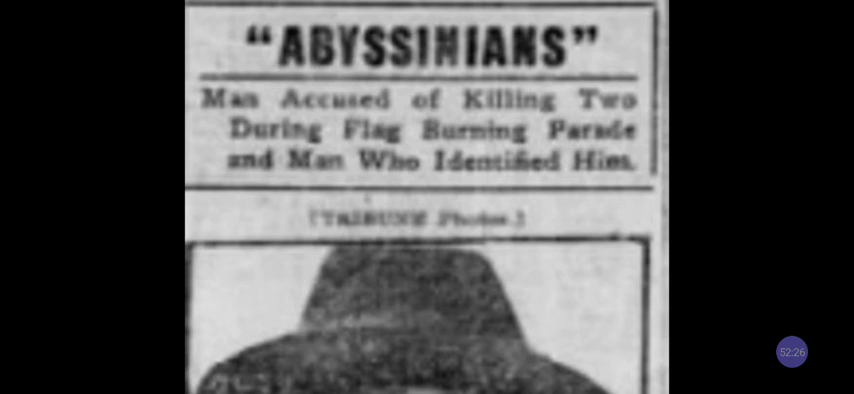 “ABYSSINIANS”
Man Accused of Killing Two
During Flag Burning Parade
and Man Who Identified Him.
[TRIBUNE Photos.]
52:26